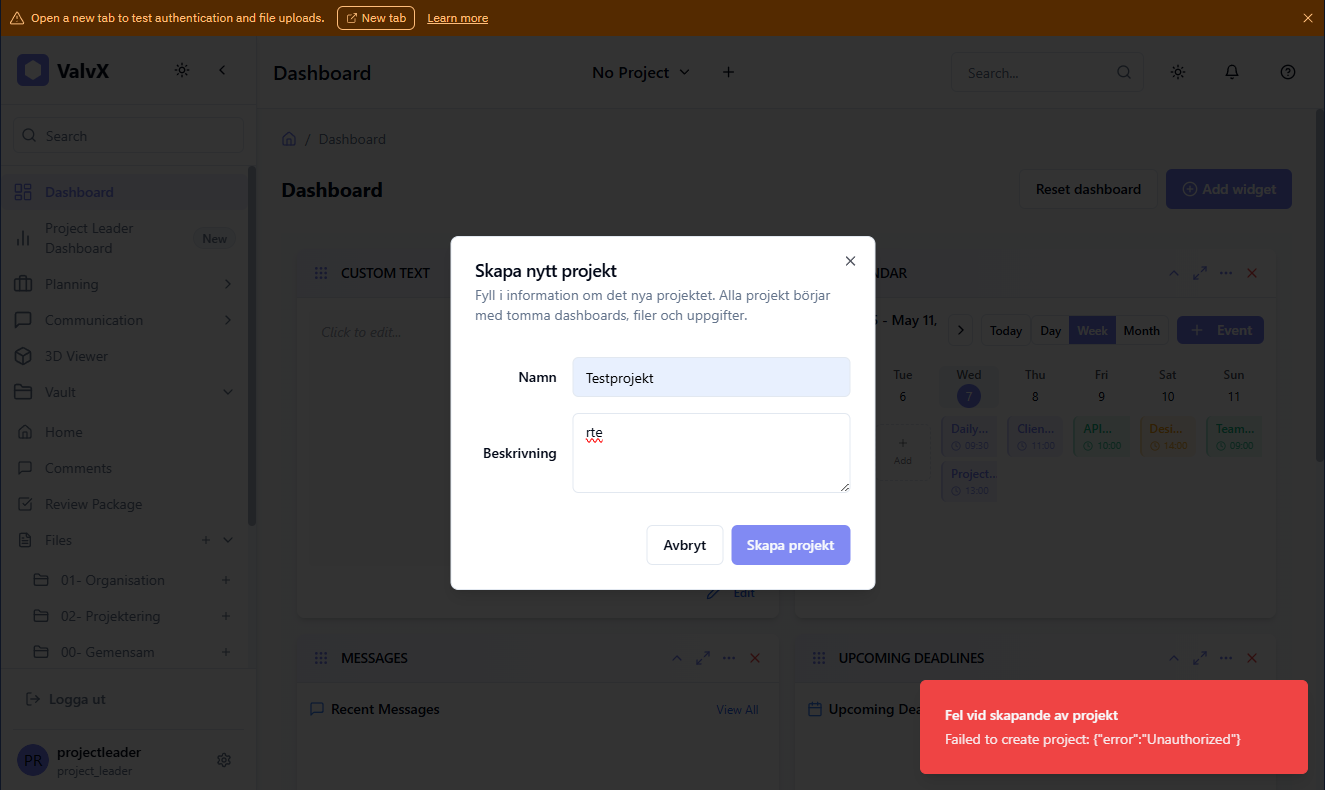 Open a new tab to test authentication and file uploads. New tab Learn more
ValvX
Dashboard
No Project
Search...
Search
Dashboard
Dashboard
Dashboard
Reset dashboard
Add widget
Project Leader
Dashboard
New
Planning
Communication
3D Viewer
Vault
Home
Comments
Review Package
Files
01- Organisation
02- Projektering
00- Gemensam
Logga ut
PR
projectleader
project_leader
CUSTOM TEXT
Click to edit...
Edit
Skapa nytt projekt
Fyll i information om det nya projektet. Alla projekt börjar
med tomma dashboards, filer och uppgifter.
Namn
Testprojekt
Beskrivning
rte
Avbryt
Skapa projekt
NDAR
- May 11,
Today
Day
Week
Month
Event
Tue Wed Thu Fri Sat Sun
6 7 8 9 10 11
Add
Daily...
09:30
Project...
13:00
Clien...
11:00
API...
10:00
Desi...
14:00
Team...
09:00
MESSAGES
Recent Messages
View All
UPCOMING DEADLINES
Upcoming Dea
Fel vid skapande av projekt
Failed to create project: {"error":"Unauthorized"}